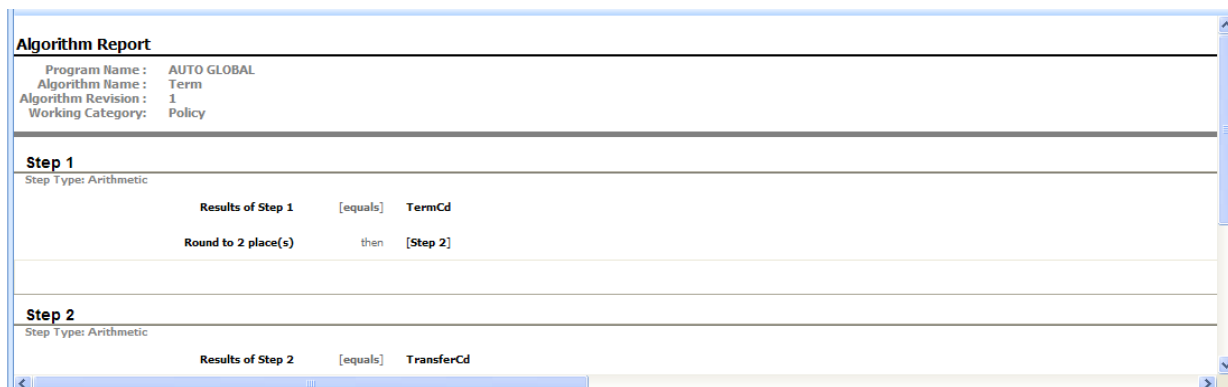 Algorithm Report
Program Name : AUTO GLOBAL
Algorithm Name : Term
Algorithm Revision : 1
Working Category: Policy
Step 1
Step Type: Arithmetic
Results of Step 1 [equals] TermCd
Round to 2 place(s) then [Step 2]
Step 2
Step Type: Arithmetic
Results of Step 2 [equals] TransferCd